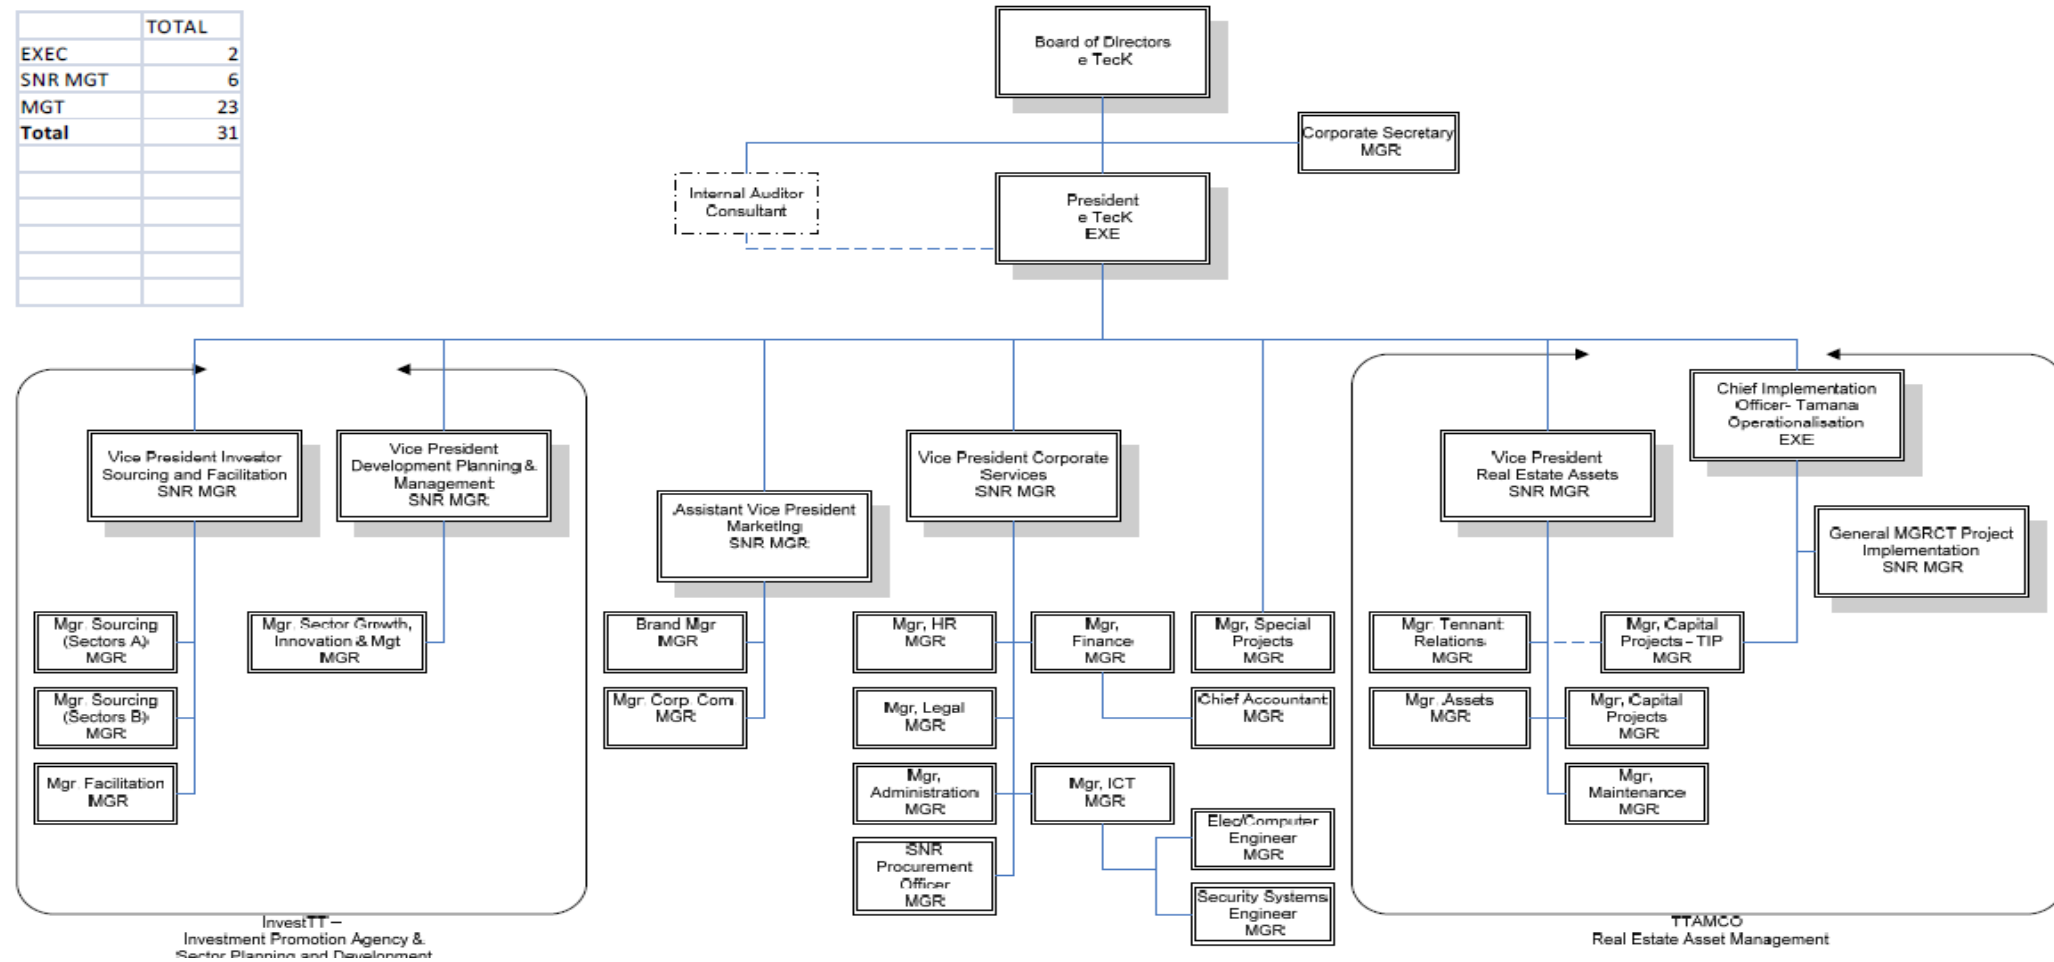 TOTAL
EXEC 2
SNR MGT 6
MGT 23
Total 31
Board of Directors
e TecK
Corporate Secretary
MGR
Internal Auditor
Consultant
President
e TecK
EXE
Chief Implementation
Officer- Tamana
Operationalisation
EXE
Vice President Investor
Sourcing and Facilitation
SNR MGR
Vice President
Development Planning &
Management
SNR MGR
Assistant Vice President
Marketing
SNR MGR
Vice President Corporate
Services
SNR MGR
Vice President
Real Estate Assets
SNR MGR
General MGRCT Project
Implementation
SNR MGR
Mgr. Sourcing
(Sectors A)
MGR
Mgr. Sector Growth,
Innovation & Mgt
MGR
Brand Mgr
MGR
Mgr, HR
MGR
Mgr,
Finance
MGR
Mgr, Special
Projects
MGR
Mgr. Tennant
Relations
MGR
Mgr, Capital
Projects - TIP
MGR
Mgr. Sourcing
(Sectors B)
MGR
Mgr. Corp. Com.
MGR
Mgr, Legal
MGR
Chief Accountant
MGR
Mgr. Assets
MGR
Mgr, Capital
Projects
MGR
Mgr. Facilitation
MGR
Mgr,
Administration
MGR
Mgr, ICT
MGR
Mgr,
Maintenance
MGR
Elec/Computer
Engineer
MGR
SNR
Procurement
Officer
MGR
Security Systems
Engineer
MGR
InvestTT –
Investment Promotion Agency &
Sector Planning and Development
TTAMCO
Real Estate Asset Management